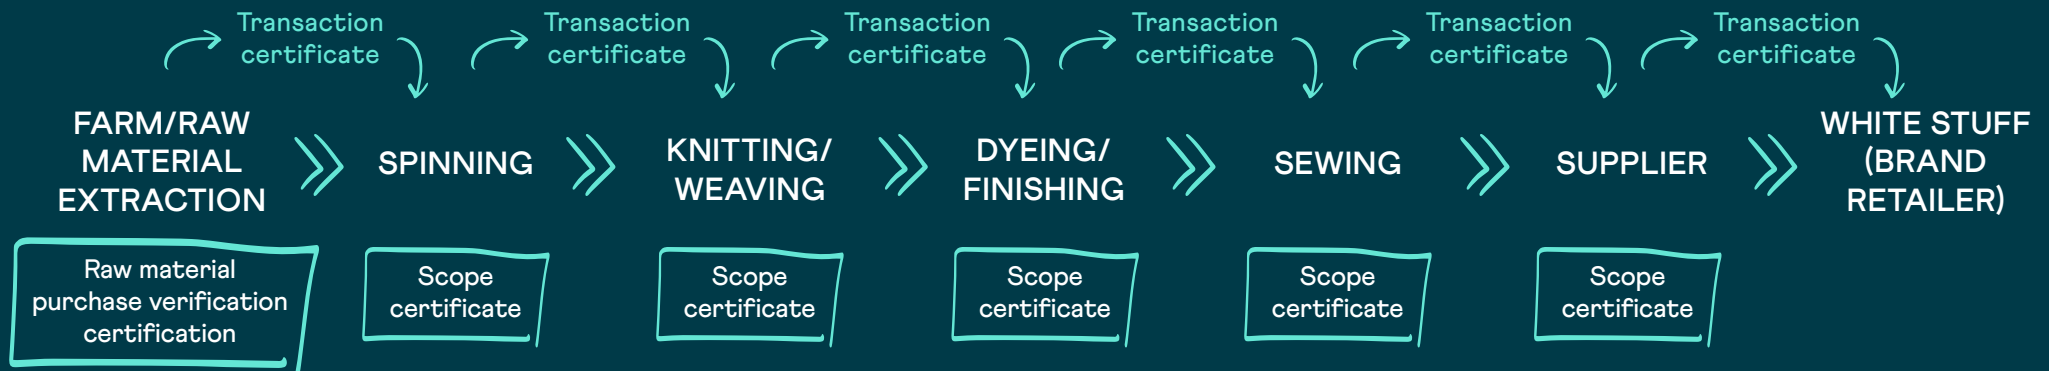 Transaction
certificate
Transaction
certificate
Transaction
certificate
Transaction
certificate
Transaction
certificate
Transaction
certificate
FARM/RAW
MATERIAL
EXTRACTION
SPINNING
KNITTING/
WEAVING
DYEING/
FINISHING
SEWING
SUPPLIER
WHITE STUFF
(BRAND
RETAILER)
Raw material
purchase verification
certification
Scope
certificate
Scope
certificate
Scope
certificate
Scope
certificate
Scope
certificate